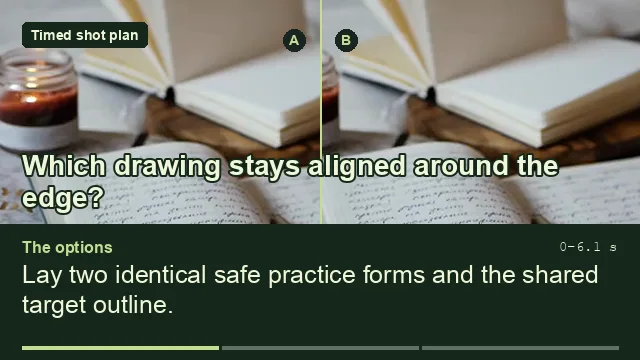 Timed shot plan
A
B
Which drawing stays aligned around the
edge?
The options
0–6.1 s
Lay two identical safe practice forms and the shared
target outline.